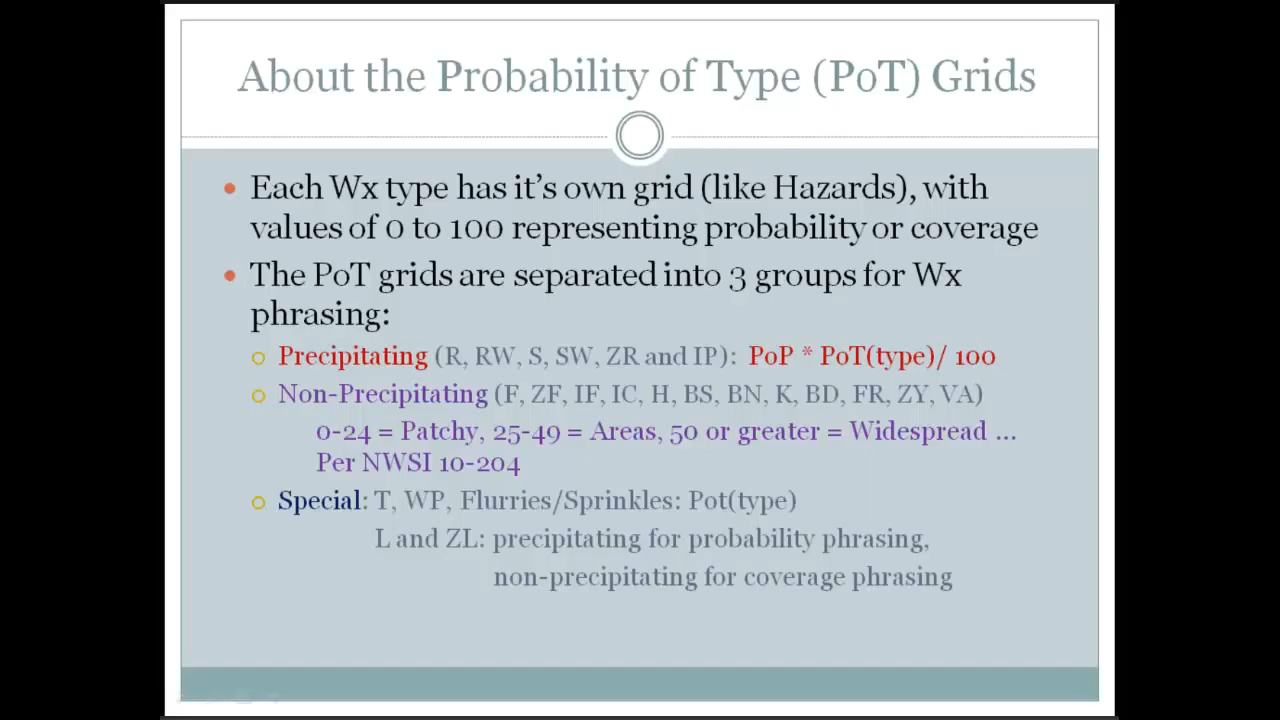 About the Probability of Type (PoT) Grids
Each Wx type has it's own grid (like Hazards), with
values of 0 to 100 representing probability or coverage
The PoT grids are separated into 3 groups for Wx
phrasing:
Precipitating (R, RW, S, SW, ZR and IP): PoP * PoT(type)/ 100
Non-Precipitating (F, ZF, IF, IC, H, BS, BN, K, BD, FR, ZY, VA)
0-24 = Patchy, 25-49 = Areas, 50 or greater = Widespread ...
Per NWSI 10-204
Special: T, WP, Flurries/Sprinkles: Pot(type)
L and ZL: precipitating for probability phrasing,
non-precipitating for coverage phrasing